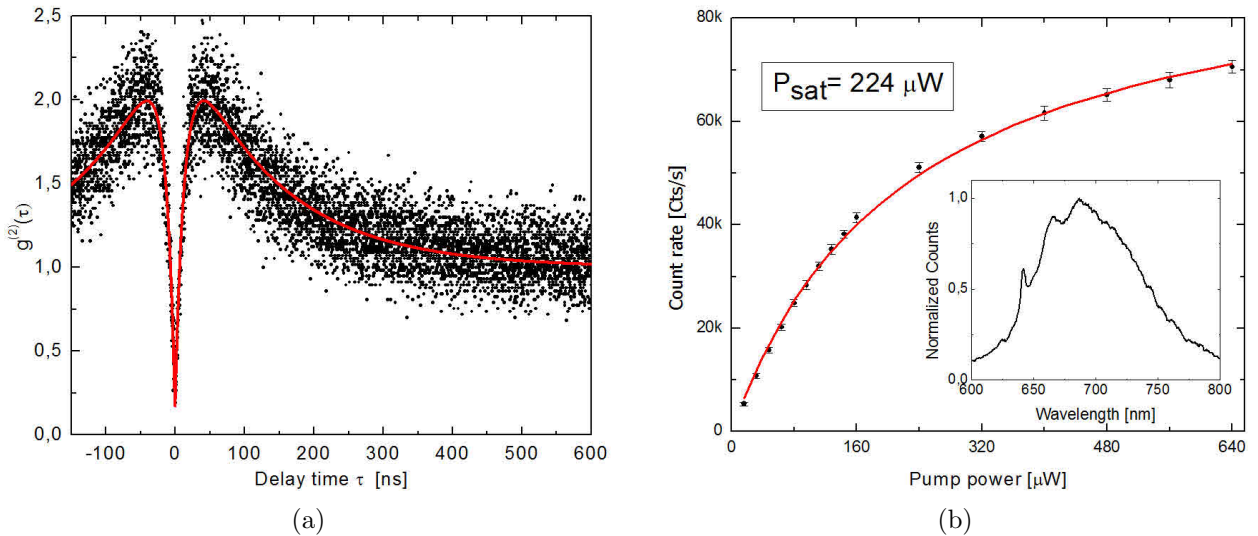 2,5
2,0
1,5
1,0
0,5
0,0
g(2)(τ)
-100 0 100 200 300 400 500 600
Delay time τ [ns]
(a)
80k
60k
40k
20k
0
Count rate [Cts/s]
Psat= 224 μW
1,0
0,5
0,0
Normalized Counts
600 650 700 750 800
Wavelength [nm]
0 160 320 480 640
Pump power [μW]
(b)